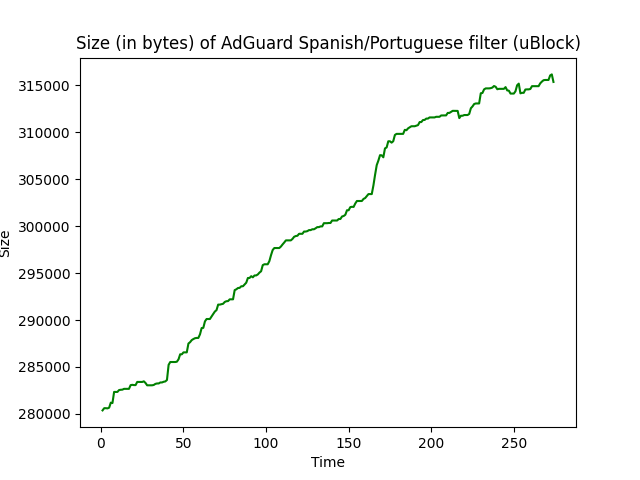 Size (in bytes) of AdGuard Spanish/Portuguese filter (uBlock)
315000
310000
305000
300000
295000
290000
285000
280000
Size
0 50 100 150 200 250
Time